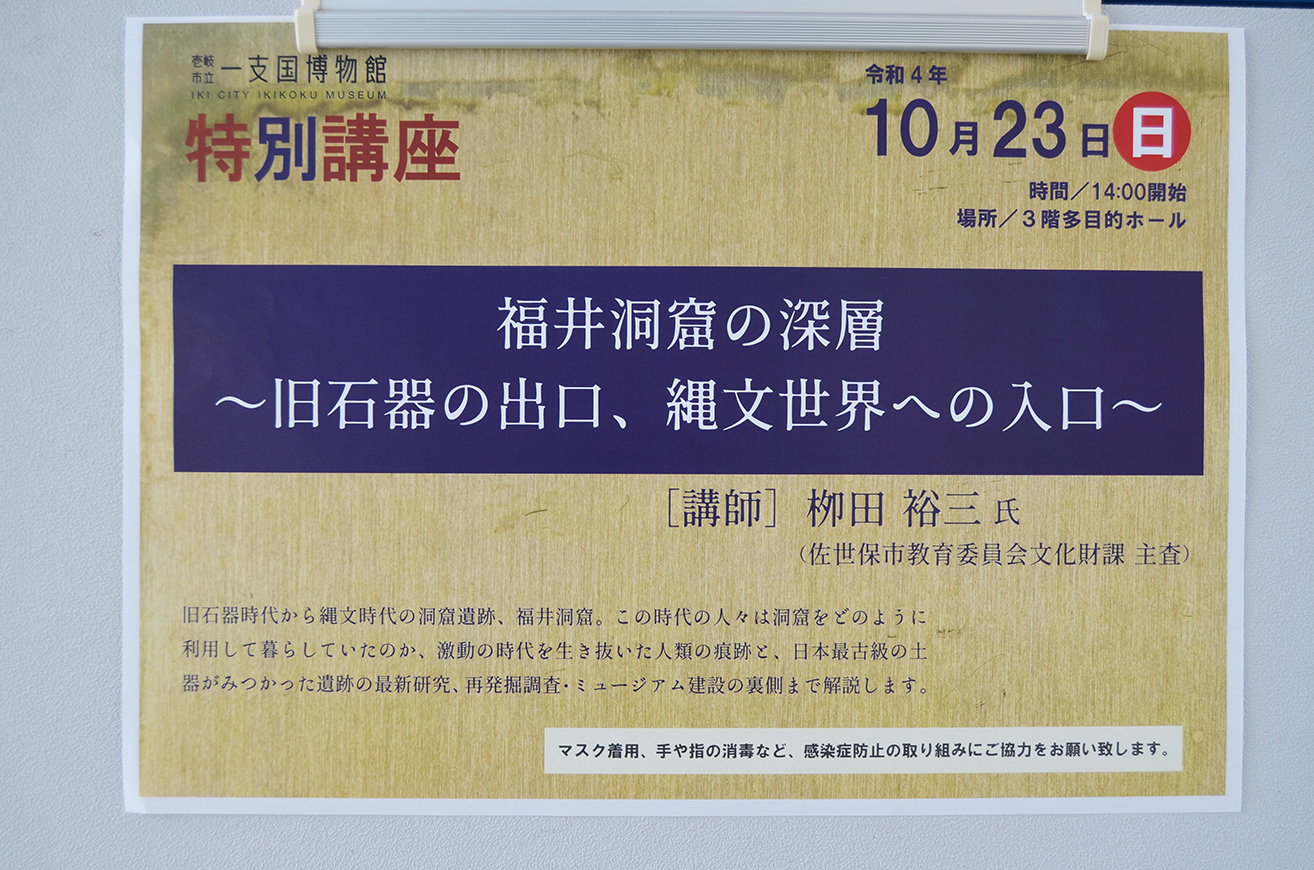 壱岐市立 一支国博物館
IKI CITY IKIKOKU MUSEUM
特別講座
令和4年
10月23日 日
時間／14:00開始
場所／3階多目的ホール
福井洞窟の深層
～旧石器の出口、縄文世界への入口～
［講師］栁田 裕三 氏
（佐世保市教育委員会文化財課 主査）
旧石器時代から縄文時代の洞窟遺跡、福井洞窟。この時代の人々は洞窟をどのように
利用して暮らしていたのか、激動の時代を生き抜いた人類の痕跡と、日本最古級の土
器がみつかった遺跡の最新研究、再発掘調査・ミュージアム建設の裏側まで解説します。
マスク着用、手や指の消毒など、感染症防止の取り組みにご協力をお願い致します。